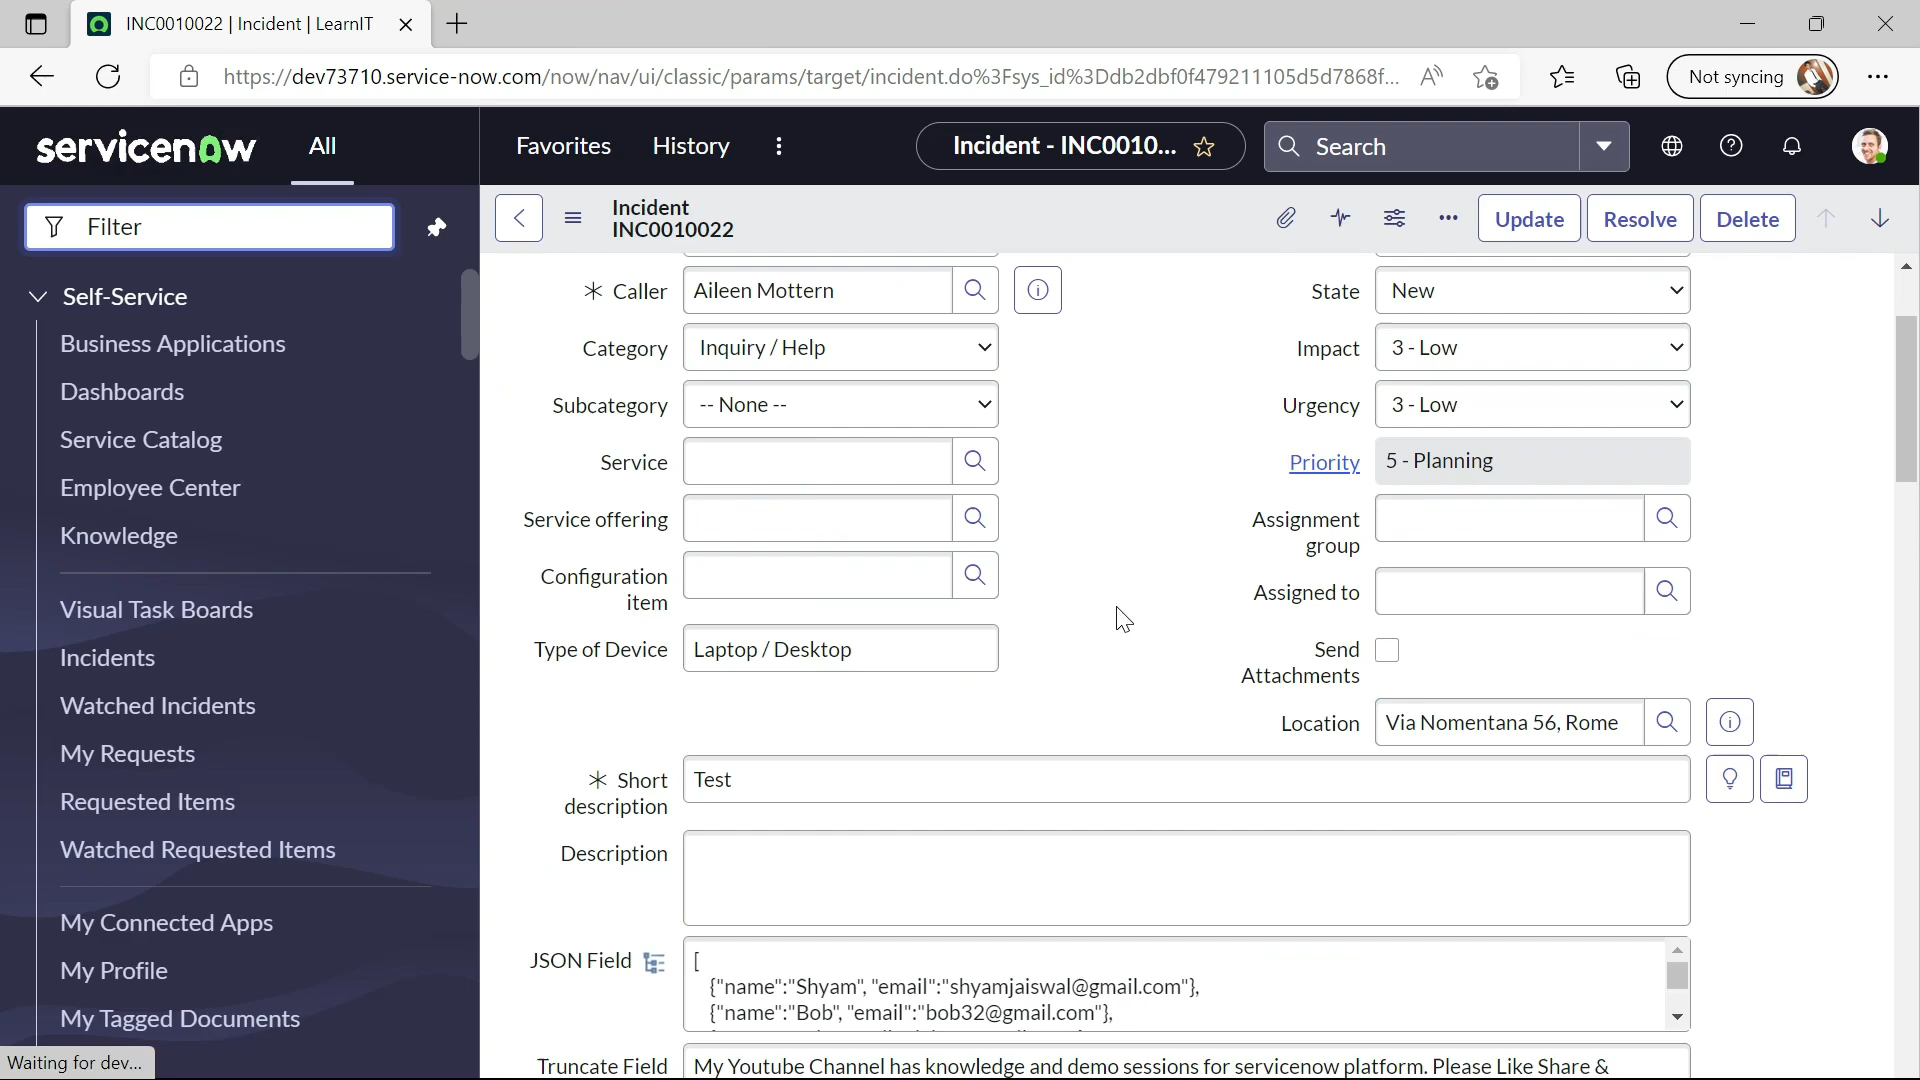 INC0010022 | Incident | LearnIT
https://dev73710.service-now.com/now/nav/ui/classic/params/target/incident.do%3Fsys_id%3Ddb2dbf0f479211105d5d7868f...
Not syncing
servicenow
All
Favorites
History
Incident - INC0010...
Search
Filter
Incident
INC0010022
Update
Resolve
Delete
Self-Service
Business Applications
Dashboards
Service Catalog
Employee Center
Knowledge
Visual Task Boards
Incidents
Watched Incidents
My Requests
Requested Items
Watched Requested Items
My Connected Apps
My Profile
My Tagged Documents
Waiting for dev...
Caller
Aileen Mottern
State
New
Category
Inquiry / Help
Impact
3 - Low
Subcategory
-- None --
Urgency
3 - Low
Service
Priority
5 - Planning
Service offering
Assignment
group
Configuration
item
Assigned to
Type of Device
Laptop / Desktop
Send
Attachments
Location
Via Nomentana 56, Rome
Short
description
Test
Description
JSON Field
[
{"name":"Shyam", "email":"shyamjaiswal@gmail.com"},
{"name":"Bob", "email":"bob32@gmail.com"},
Truncate Field
My Youtube Channel has knowledge and demo sessions for servicenow platform. Please Like Share &